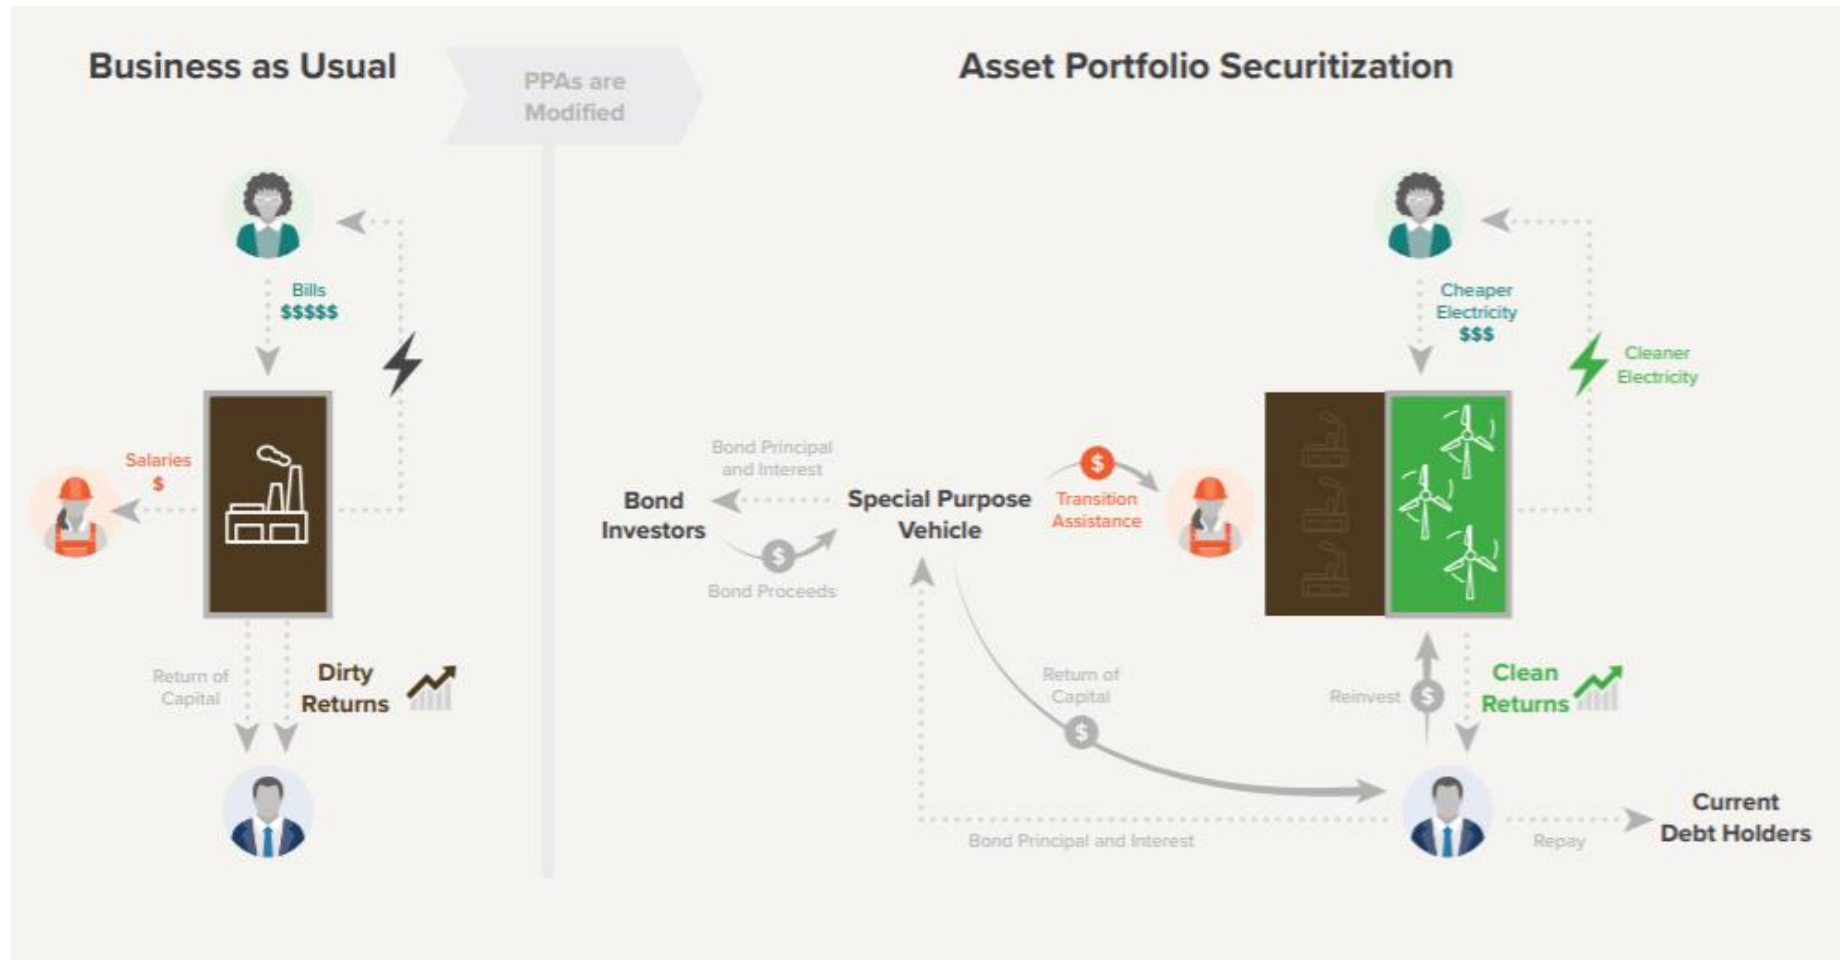 Business as Usual
PPAs are
Modified
Asset Portfolio Securitization
Bills
$$$$$
Salaries
$
Return of
Capital
Dirty
Returns
Bond Principal
and Interest
Bond
Investors
$
Bond Proceeds
Special Purpose
Vehicle
$
Transition
Assistance
Cheaper
Electricity
$$$
Cleaner
Electricity
Return of
Capital
$
Reinvest
$
Clean
Returns
Bond Principal and Interest
Repay
Current
Debt Holders